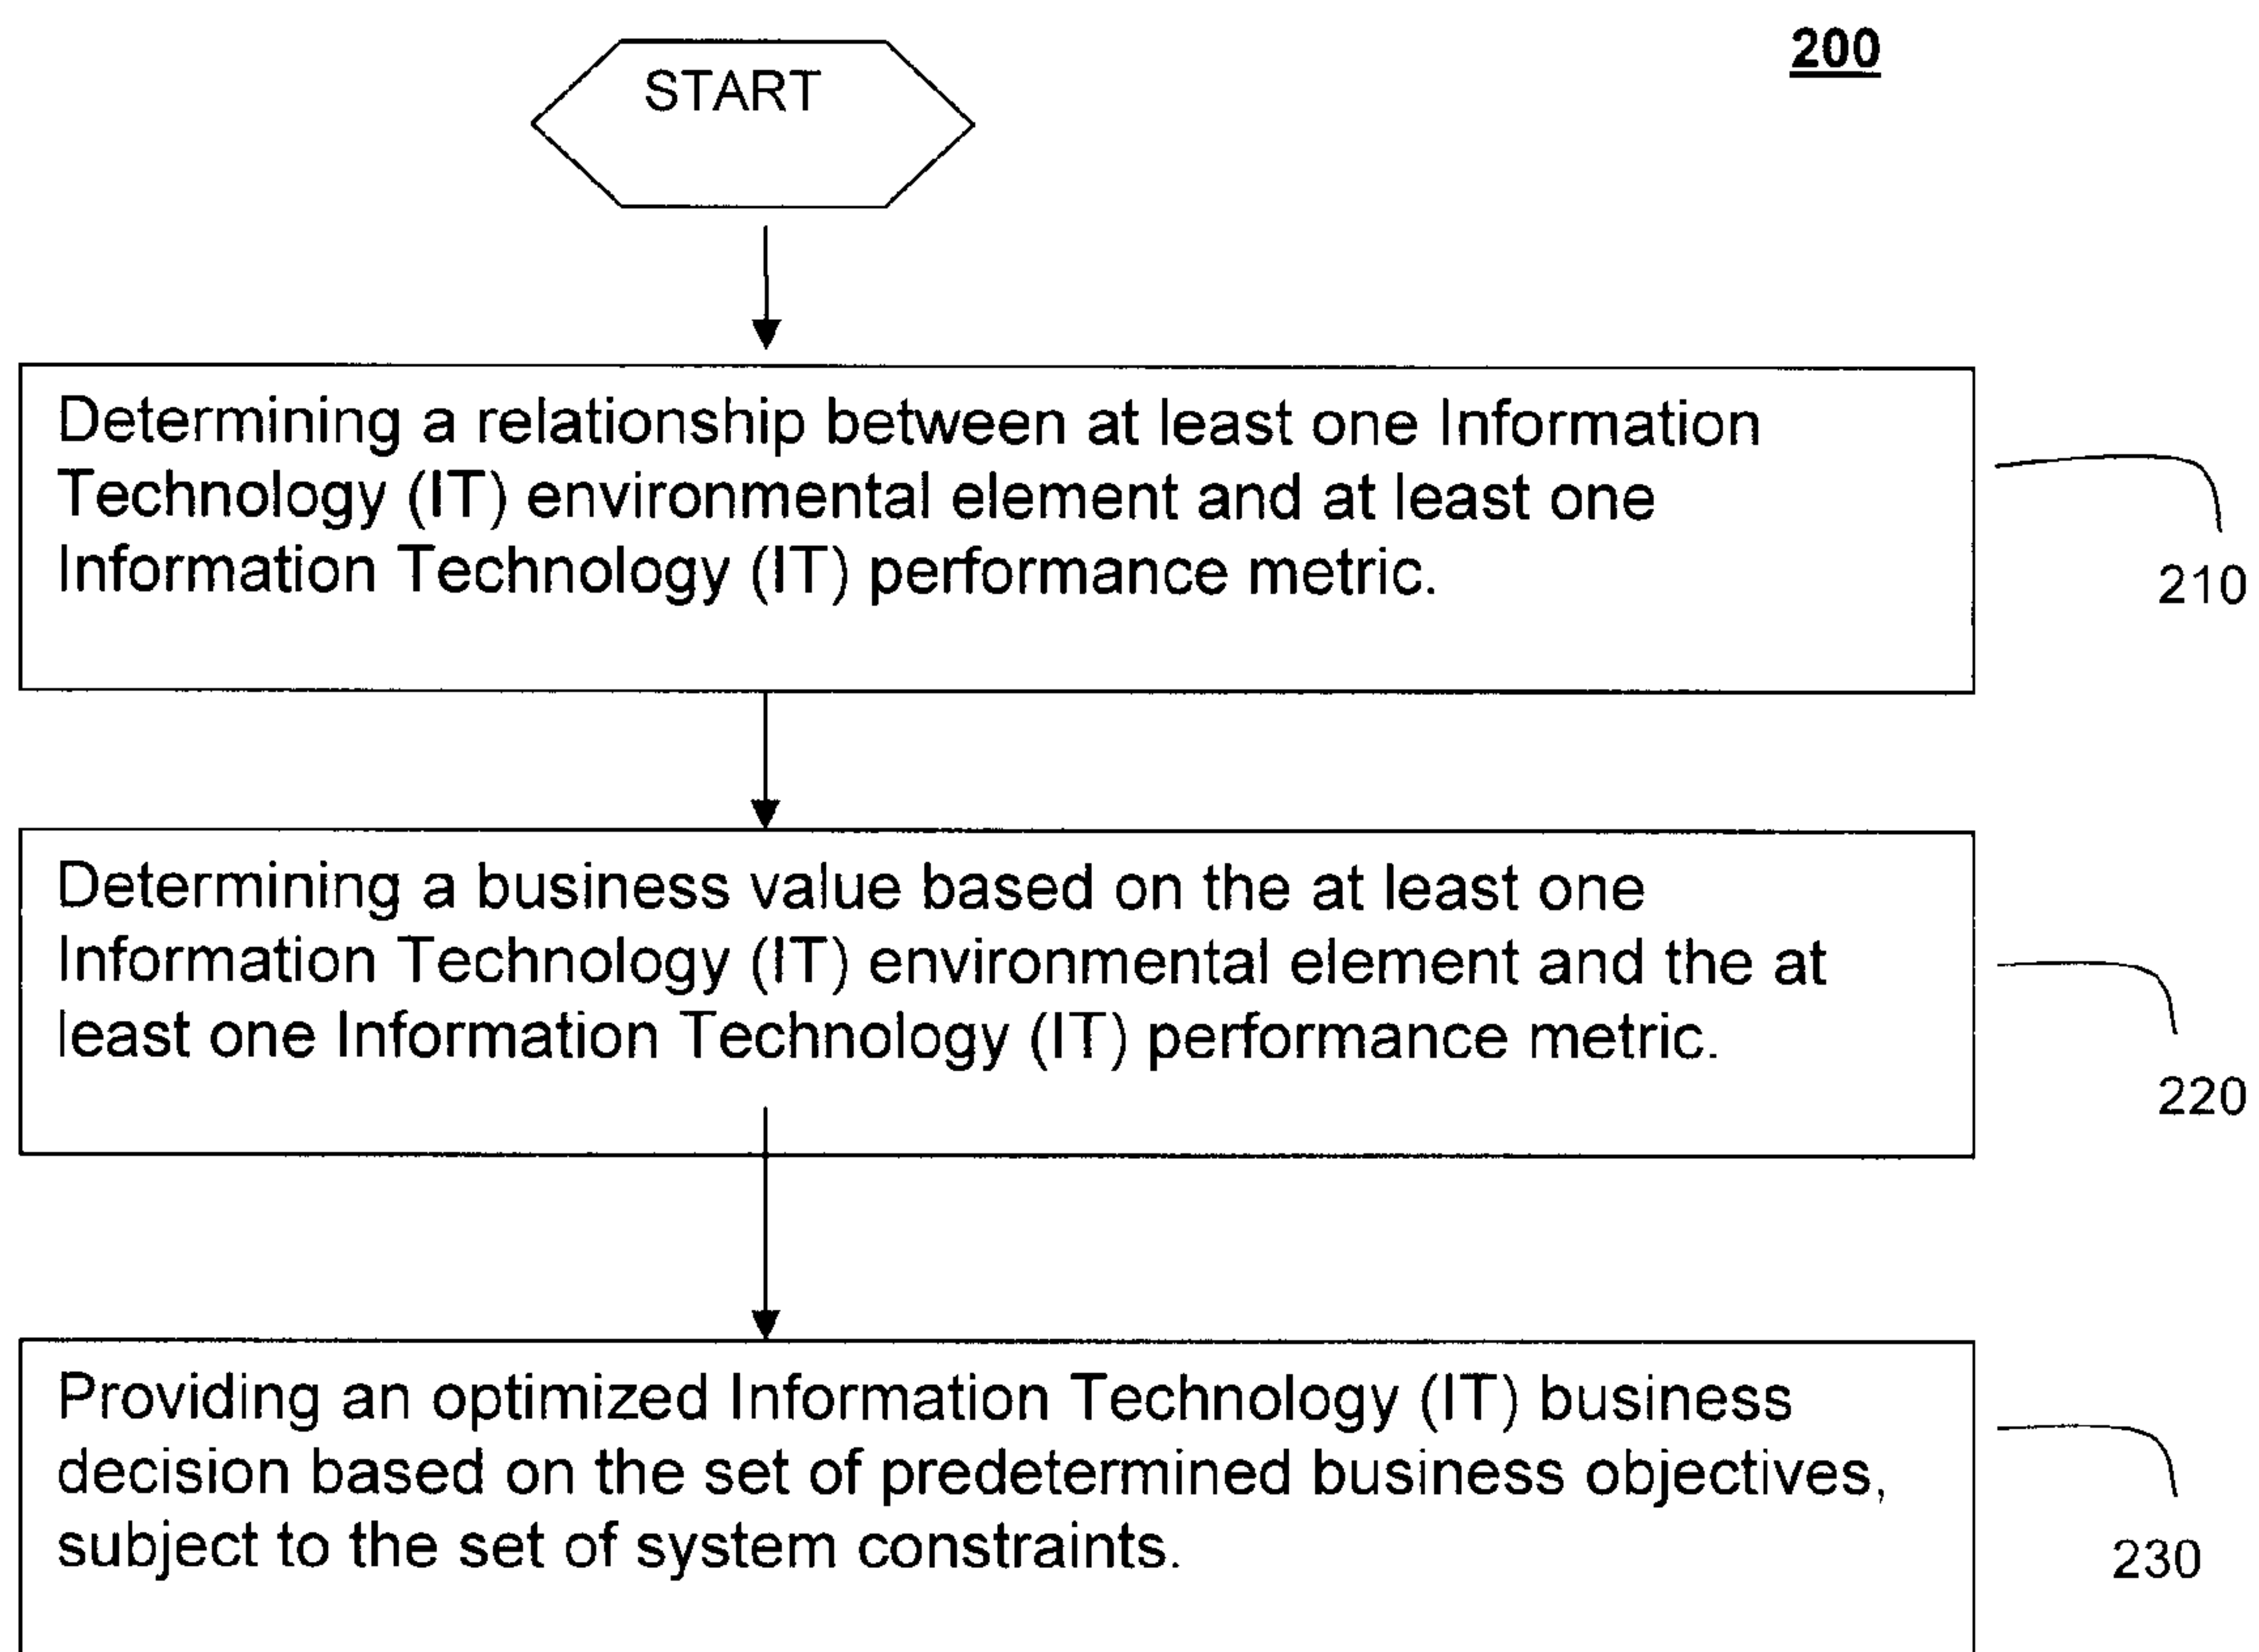 200
START
Determining a relationship between at least one Information
Technology (IT) environmental element and at least one
Information Technology (IT) performance metric.
210
Determining a business value based on the at least one
Information Technology (IT) environmental element and the at
least one Information Technology (IT) performance metric.
220
Providing an optimized Information Technology (IT) business
decision based on the set of predetermined business objectives,
subject to the set of system constraints.
230